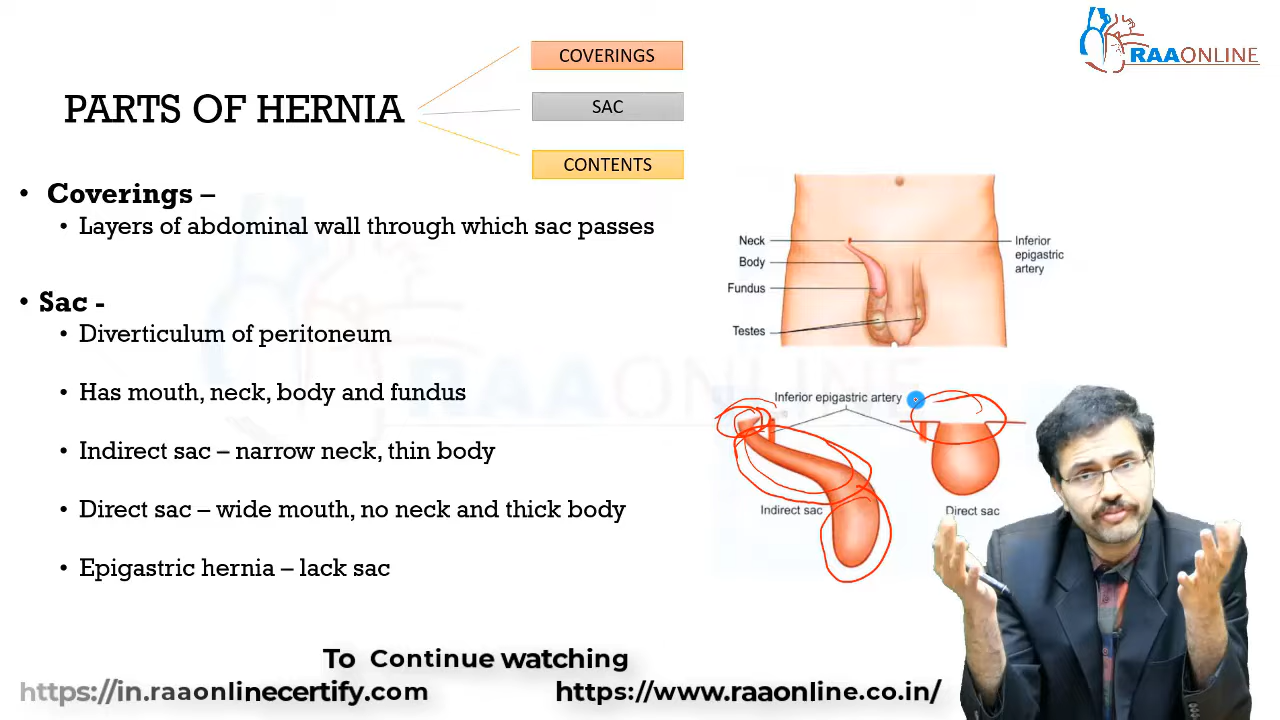 COVERINGS
RAAONLINE
PARTS OF HERNIA
SAC
CONTENTS
• Coverings –
• Layers of abdominal wall through which sac passes
• Sac -
• Diverticulum of peritoneum
• Has mouth, neck, body and fundus
• Indirect sac – narrow neck, thin body
• Direct sac – wide mouth, no neck and thick body
• Epigastric hernia – lack sac
Neck
Body
Fundus
Testes
Inferior
epigastric
artery
Inferior epigastric artery
Indirect sac
Direct sac
RAAONLINE
To Continue watching
https://in.raaonlinecertify.com
https://www.raaonline.co.in/